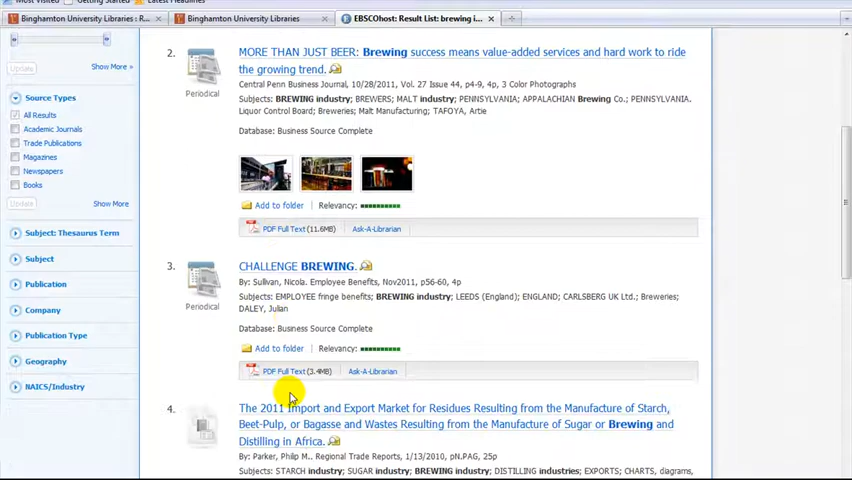 Most Visited Getting Started Latest Headlines
Binghamton University Libraries : R... Binghamton University Libraries EBSCOhost: Result List: brewing i...
Update
Show More »
Source Types
All Results
Academic Journals
Trade Publications
Magazines
Newspapers
Books
Update
Show More
Subject: Thesaurus Term
Subject
Publication
Company
Publication Type
Geography
NAICS/Industry
2.
Periodical
MORE THAN JUST BEER: Brewing success means value-added services and hard work to ride
the growing trend.
Central Penn Business Journal, 10/28/2011, Vol. 27 Issue 44, p4-9, 4p, 3 Color Photographs
Subjects: BREWING industry; BREWERS; MALT industry; PENNSYLVANIA; APPALACHIAN Brewing Co.; PENNSYLVANIA.
Liquor Control Board; Breweries; Malt Manufacturing; TAFOYA, Artie
Database: Business Source Complete
Add to folder Relevancy:
PDF Full Text (11.6MB) Ask-A-Librarian
3.
Periodical
CHALLENGE BREWING.
By: Sullivan, Nicola. Employee Benefits, Nov2011, p56-60, 4p
Subjects: EMPLOYEE fringe benefits; BREWING industry; LEEDS (England); ENGLAND; CARLSBERG UK Ltd.; Breweries;
DALEY, Julian
Database: Business Source Complete
Add to folder Relevancy:
PDF Full Text (3.4MB) Ask-A-Librarian
4.
The 2011 Import and Export Market for Residues Resulting from the Manufacture of Starch,
Beet-Pulp, or Bagasse and Wastes Resulting from the Manufacture of Sugar or Brewing and
Distilling in Africa.
By: Parker, Philip M.. Regional Trade Reports, 1/13/2010, pN.PAG, 25p
Subjects: STARCH industry; SUGAR industry; BREWING industry; DISTILLING industries; EXPORTS; CHARTS, diagrams,